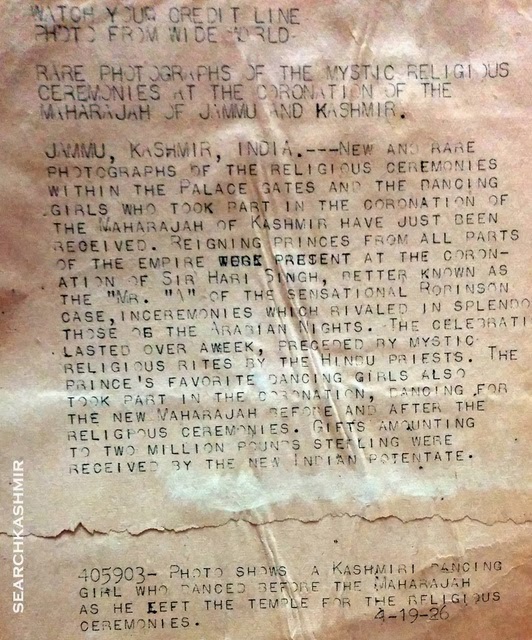 WATCH YOUR CREDIT LINE
PHOTO FROM WIDE WORLD-
RARE PHOTOGRAPHS OF THE MYSTIC RELIGIOUS
CEREMONIES AT THE CORONATION OF THE
MAHARAJAH OF JAMMU AND KASHMIR.
JAMMU, KASHMIR, INDIA.---NEW AND RARE
PHOTOGRAPHS OF THE RELIGIOUS CEREMONIES
WITHIN THE PALACE GATES AND THE DANCING
GIRLS WHO TOOK PART IN THE CORONATION OF
THE MAHARAJAH OF KASHMIR HAVE JUST BEEN
RECEIVED. REIGNING PRINCES FROM ALL PARTS
OF THE EMPIRE WERE PRESENT AT THE CORON-
ATION OF SIR HARI SINGH, BETTER KNOWN AS
THE "MR. "A" OF THE SENSATIONAL ROBINSON
CASE, INCEREMONIES WHICH RIVALED IN SPLENDO
THOSE OF THE ARABIAN NIGHTS. THE CELEBRATI
LASTED OVER AWEEK, PRECEDED BY MYSTIC
RELIGIOUS RITES BY THE HINDU PRIESTS. THE
PRINCE'S FAVORITE DANCING GIRLS ALSO
TOOK PART IN THE CORONATION, DANCING FOR
THE NEW MAHARAJAH BEFORE AND AFTER THE
RELIGIOUS CEREMONIES. GIFTS AMOUNTING
TO TWO MILLION POUNDS STERLING WERE
RECEIVED BY THE NEW INDIAN POTENTATE.
405903- PHOTO SHOWS A KASHMIRI DANCING
GIRL WHO DANCED BEFORE THE MAHARAJAH
AS HE LEFT THE TEMPLE FOR THE RELIGIOUS
CEREMONIES. 4-19-26
SEARCHKASHMIR